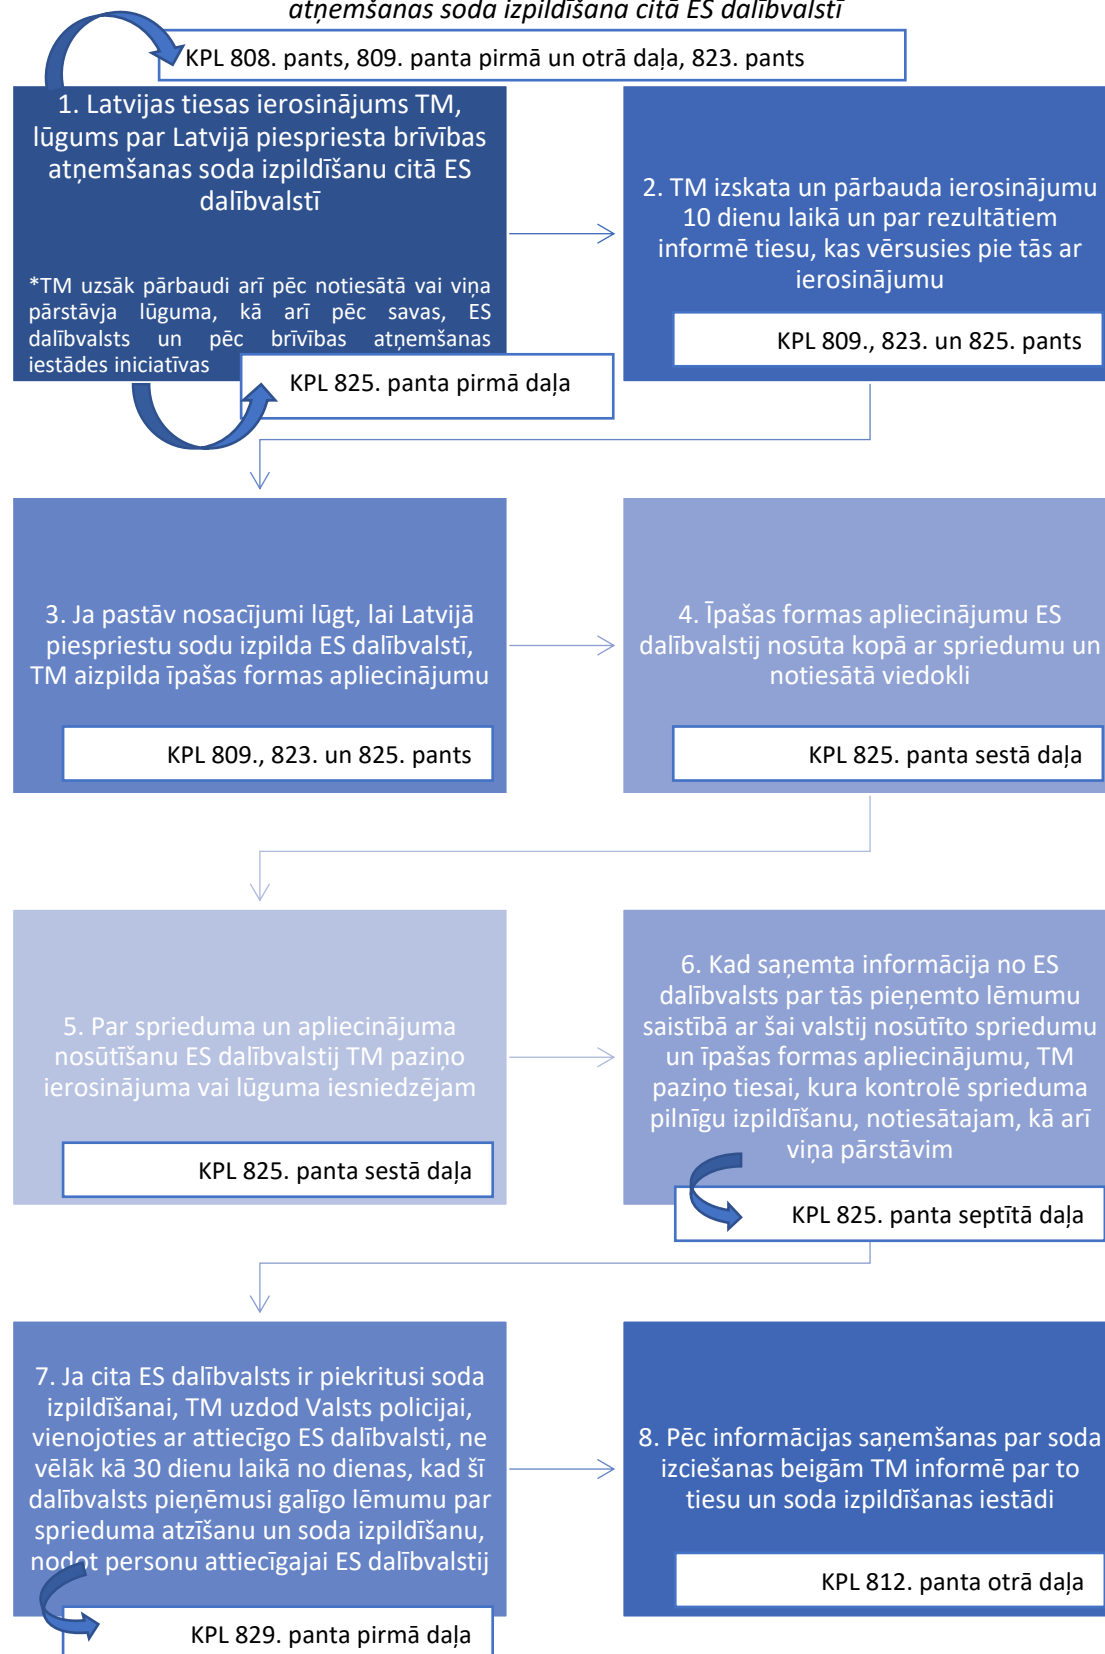 atņemšanas soda izpildīšana citā ES dalībvalstī
KPL 808. pants, 809. panta pirmā un otrā daļa, 823. pants
1. Latvijas tiesas ierosinājums TM,
lūgums par Latvijā piespriesta brīvības
atņemšanas soda izpildīšanu citā ES
dalībvalstī
*TM uzsāk pārbaudi arī pēc notiesātā vai viņa
pārstāvja lūguma, kā arī pēc savas, ES
dalībvalsts un pēc brīvības atņemšanas
iestādes iniciatīvas
KPL 825. panta pirmā daļa
2. TM izskata un pārbauda ierosinājumu
10 dienu laikā un par rezultātiem
informē tiesu, kas vērsusies pie tās ar
ierosinājumu
KPL 809., 823. un 825. pants
3. Ja pastāv nosacījumi lūgt, lai Latvijā
piespriestu sodu izpilda ES dalībvalstī,
TM aizpilda īpašas formas apliecinājumu
KPL 809., 823. un 825. pants
4. Īpašas formas apliecinājumu ES
dalībvalstij nosūta kopā ar spriedumu un
notiesātā viedokli
KPL 825. panta sestā daļa
5. Par sprieduma un apliecinājuma
nosūtīšanu ES dalībvalstij TM paziņo
ierosinājuma vai lūguma iesniedzējam
KPL 825. panta sestā daļa
6. Kad saņemta informācija no ES
dalībvalsts par tās pieņemto lēmumu
saistībā ar šai valstij nosūtīto spriedumu
un īpašas formas apliecinājumu, TM
paziņo tiesai, kura kontrolē sprieduma
pilnīgu izpildīšanu, notiesātajam, kā arī
viņa pārstāvim
KPL 825. panta septītā daļa
7. Ja cita ES dalībvalsts ir piekritusi soda
izpildīšanai, TM uzdod Valsts policijai,
vienojoties ar attiecīgo ES dalībvalsti, ne
vēlāk kā 30 dienu laikā no dienas, kad šī
dalībvalsts pieņēmusi galīgo lēmumu par
sprieduma atzīšanu un soda izpildīšanu,
nodot personu attiecīgajai ES dalībvalstij
KPL 829. panta pirmā daļa
8. Pēc informācijas saņemšanas par soda
izciešanas beigām TM informē par to
tiesu un soda izpildīšanas iestādi
KPL 812. panta otrā daļa